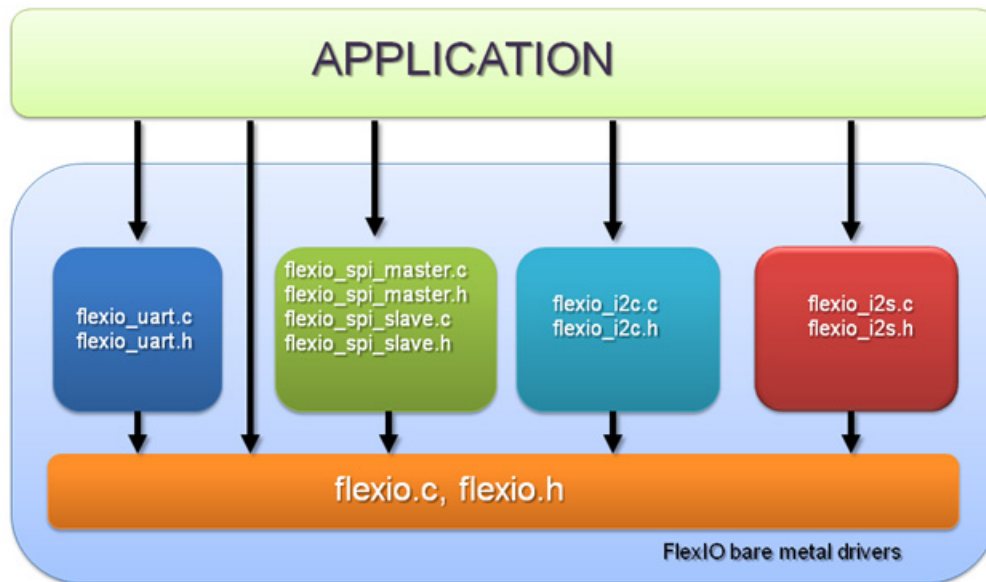 APPLICATION
flexio_uart.c
flexio_uart.h
flexio_spi_master.c
flexio_spi_master.h
flexio_spi_slave.c
flexio_spi_slave.h
flexio_i2c.c
flexio_i2c.h
flexio_i2s.c
flexio_i2s.h
flexio.c, flexio.h
FlexIO bare metal drivers